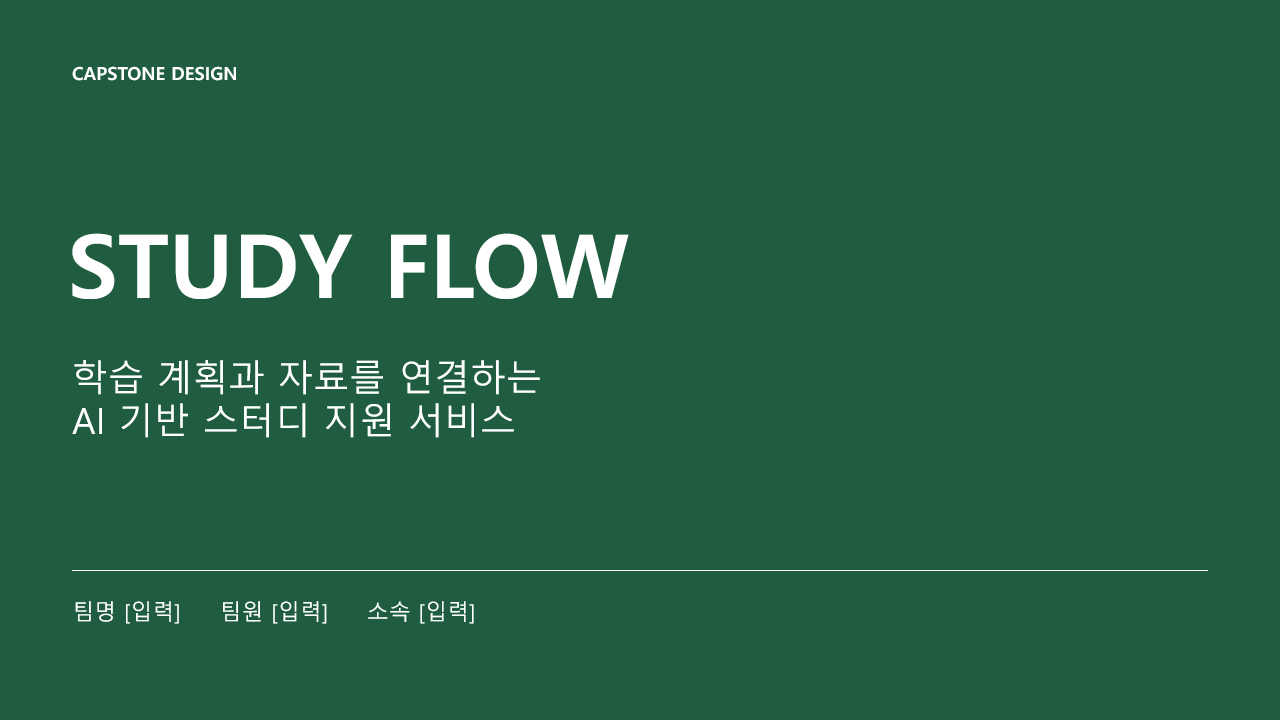 CAPSTONE DESIGN
STUDY FLOW
학습 계획과 자료를 연결하는
AI 기반 스터디 지원 서비스
팀명 [입력] 팀원 [입력] 소속 [입력]